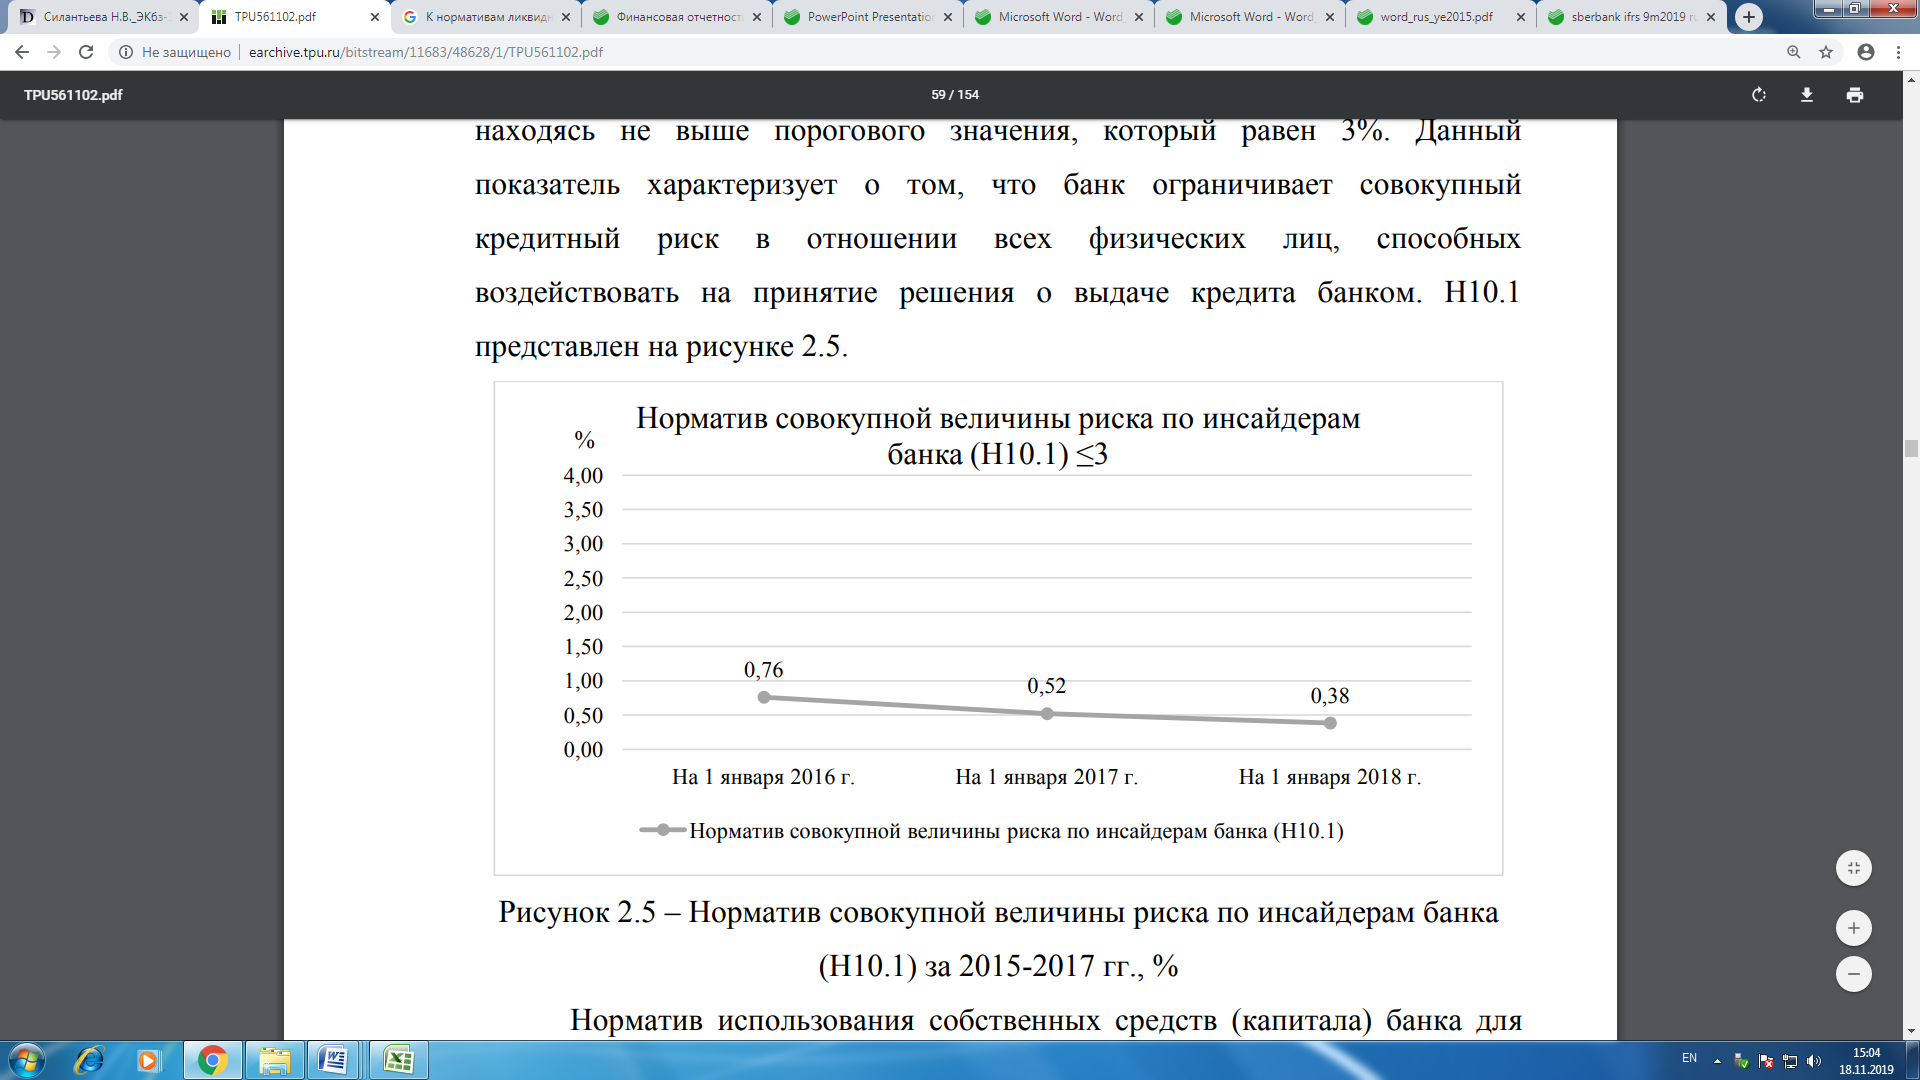 Силантьева Н.В._ЭКбз-
TPU561102.pdf
К нормативам ликвидн
Финансовая отчетност
PowerPoint Presentatio
Microsoft Word - Word_
Microsoft Word - Word_
word_rus_ye2015.pdf
sberbank ifrs 9m2019 ru
Не защищено
earchive.tpu.ru/bitstream/11683/48628/1/TPU561102.pdf
TPU561102.pdf
59 / 154
находясь не выше порогового значения, который равен 3%. Данный
показатель характеризует о том, что банк ограничивает совокупный
кредитный риск в отношении всех физических лиц, способных
воздействовать на принятие решения о выдаче кредита банком. Н10.1
представлен на рисунке 2.5.
Норматив совокупной величины риска по инсайдерам
банка (Н10.1) ≤3
%
4,00
3,50
3,00
2,50
2,00
1,50
1,00
0,50
0,00
0,76
0,52
0,38
На 1 января 2016 г.
На 1 января 2017 г.
На 1 января 2018 г.
Норматив совокупной величины риска по инсайдерам банка (Н10.1)
Рисунок 2.5 – Норматив совокупной величины риска по инсайдерам банка
(Н10.1) за 2015-2017 гг., %
Норматив использования собственных средств (капитала) банка для
EN
15:04
18.11.2019